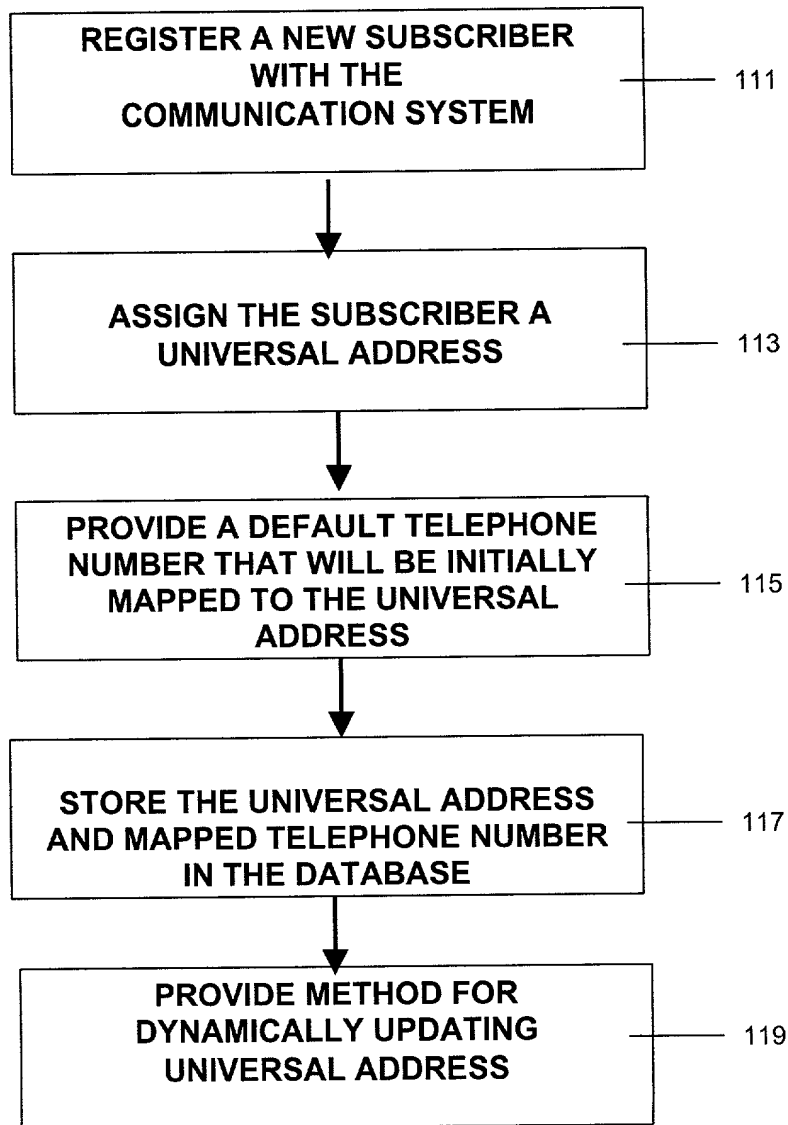 REGISTER A NEW SUBSCRIBER
WITH THE
COMMUNICATION SYSTEM
111
ASSIGN THE SUBSCRIBER A
UNIVERSAL ADDRESS
113
PROVIDE A DEFAULT TELEPHONE
NUMBER THAT WILL BE INITIALLY
MAPPED TO THE UNIVERSAL
ADDRESS
115
STORE THE UNIVERSAL ADDRESS
AND MAPPED TELEPHONE NUMBER
IN THE DATABASE
117
PROVIDE METHOD FOR
DYNAMICALLY UPDATING
UNIVERSAL ADDRESS
119